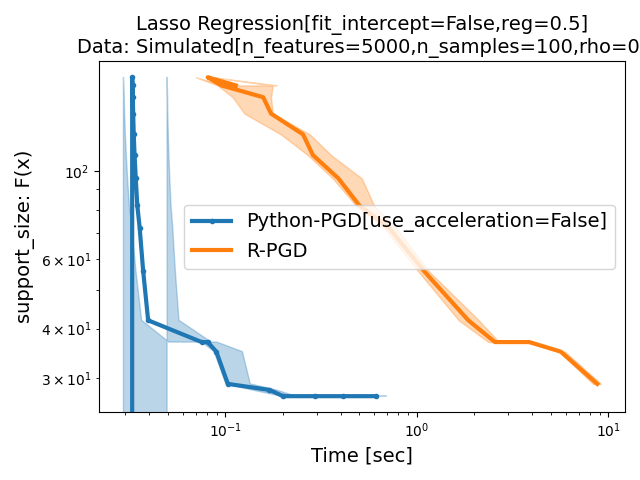 Lasso Regression[fit_intercept=False,reg=0.5]
Data: Simulated[n_features=5000,n_samples=100,rho=0
support_size: F(x)
10²
6 × 10¹
4 × 10¹
3 × 10¹
Python-PGD[use_acceleration=False]
R-PGD
10⁻¹
10⁰
10¹
Time [sec]